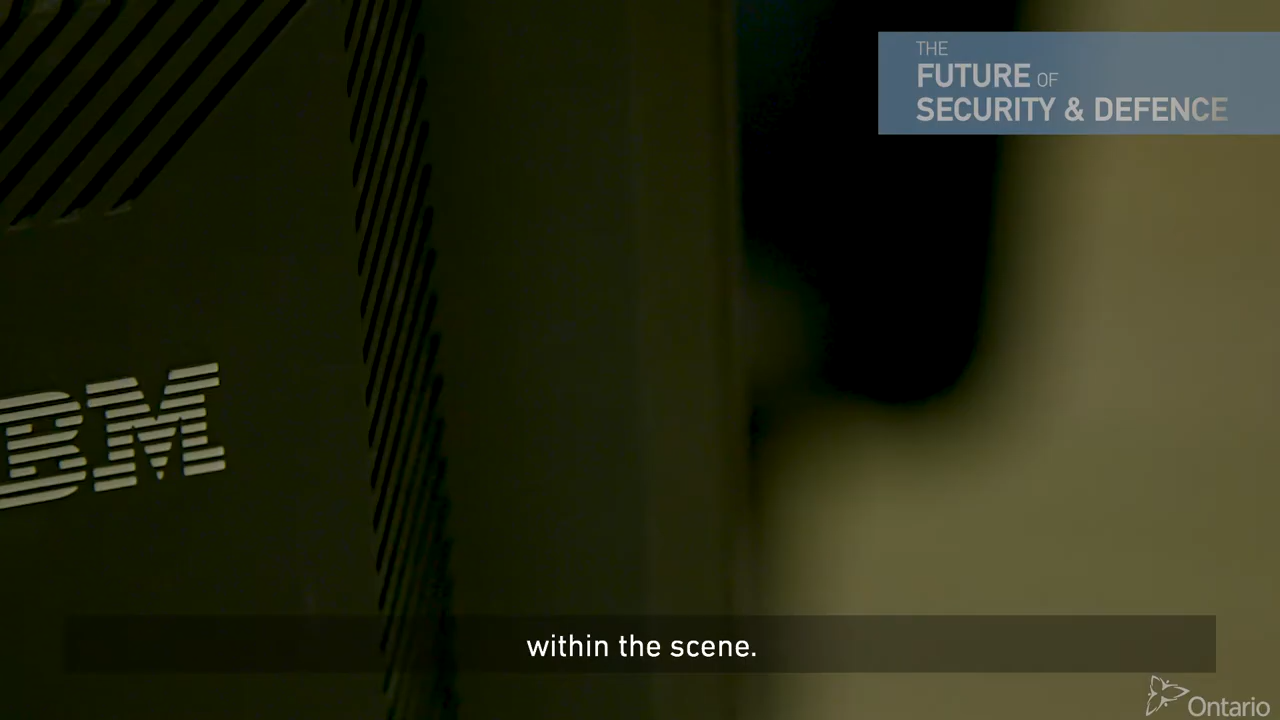 THE
FUTURE OF
SECURITY & DEFENCE
BM
within the scene.
Ontario